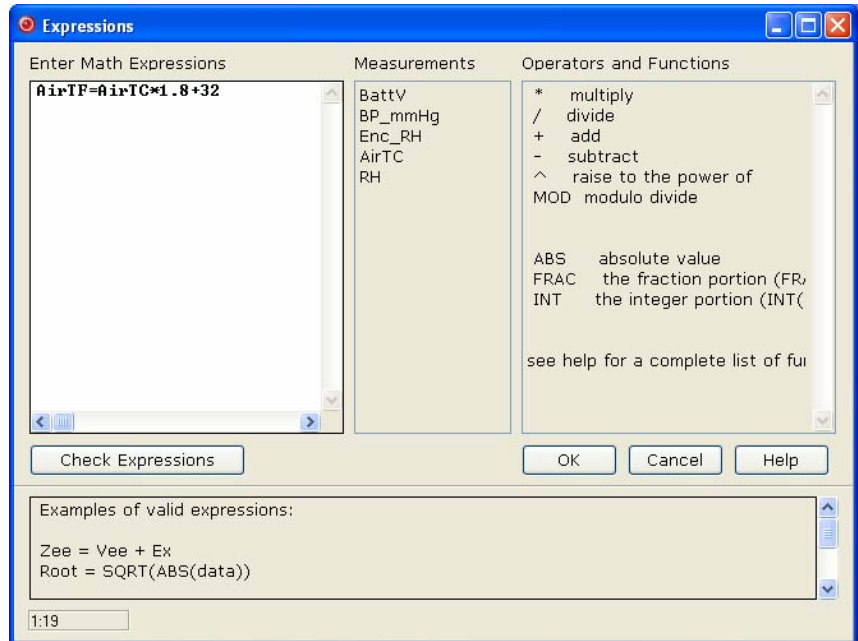 Expressions
Enter Math Expressions
AirTF=AirTC*1.8+32
Measurements
BattV
BP_mmHg
Enc_RH
AirTC
RH
Operators and Functions
* multiply
/ divide
+ add
- subtract
^ raise to the power of
MOD modulo divide
ABS absolute value
FRAC the fraction portion (FRA
INT the integer portion (INT(
see help for a complete list of fu
Check Expressions
OK
Cancel
Help
Examples of valid expressions:
Zee = Vee + Ex
Root = SQRT(ABS(data))
1:19